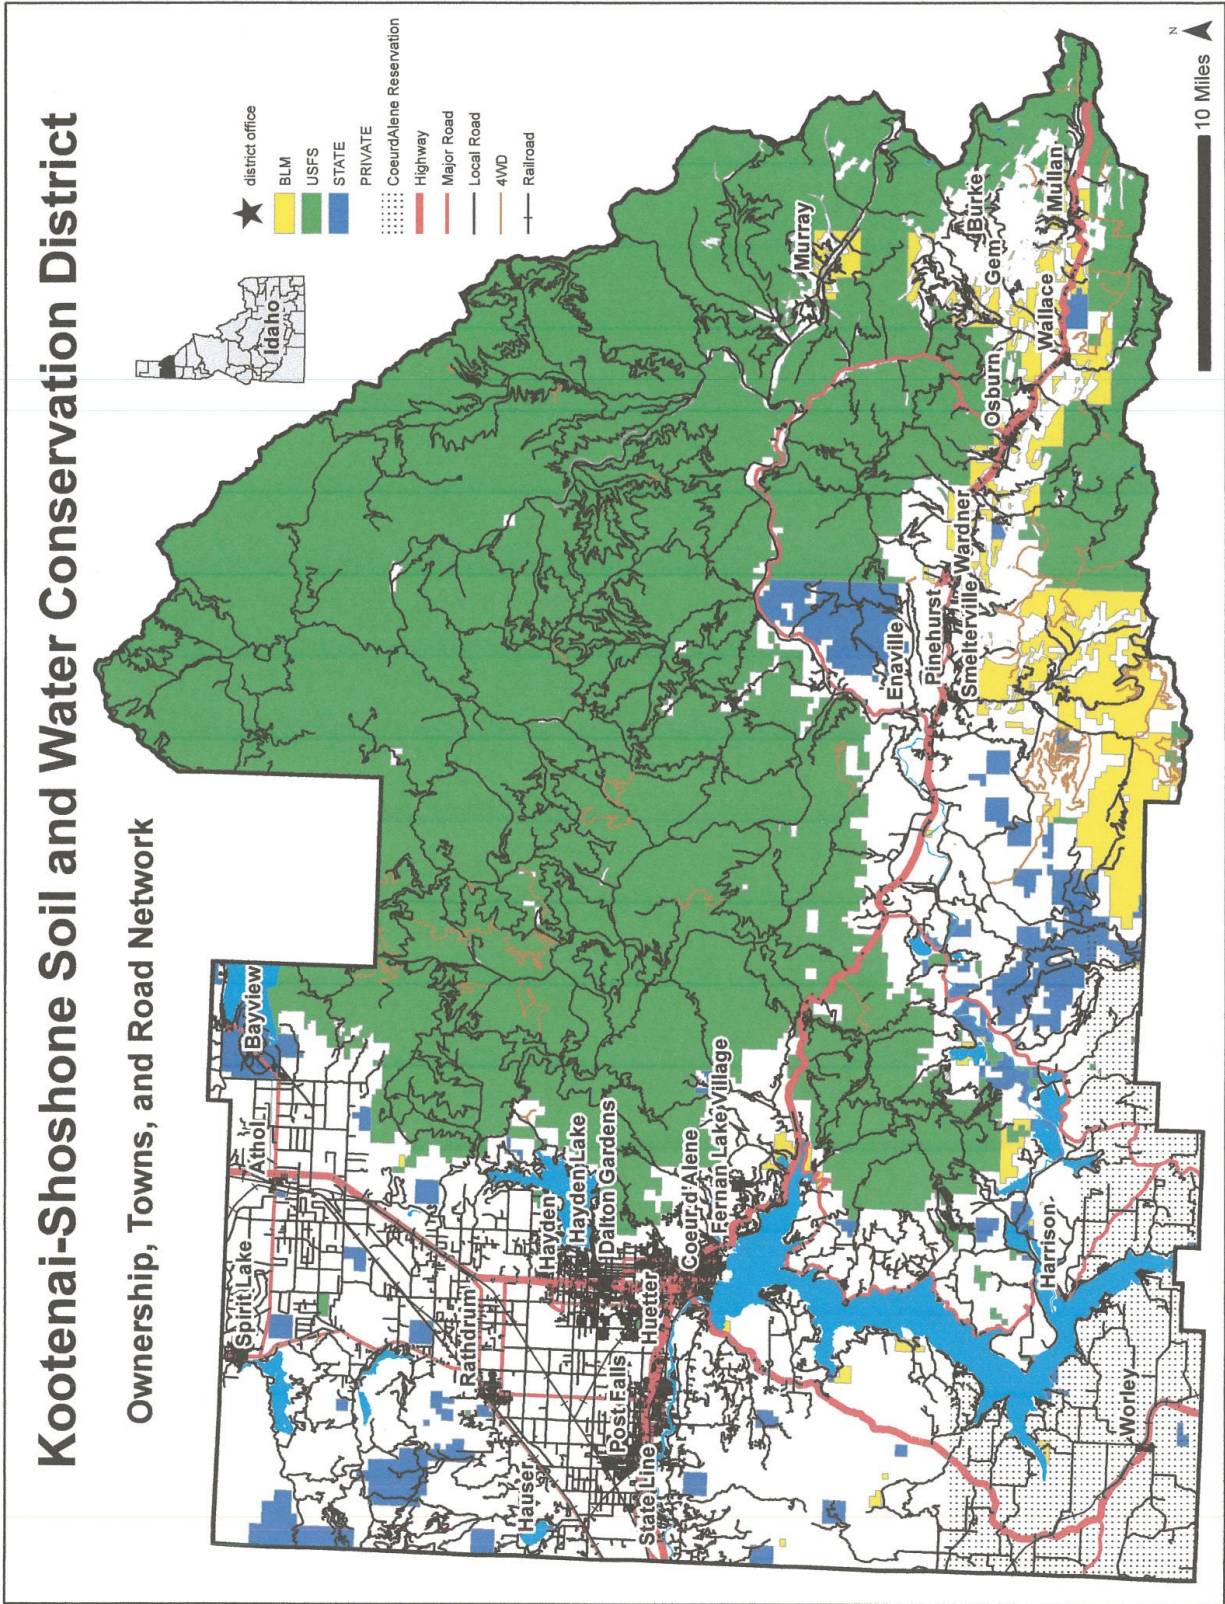 Kootenai-Shoshone Soil and Water Conservation District
Ownership, Towns, and Road Network
Idaho
district office
BLM
USFS
STATE
PRIVATE
CoeurdAlene Reservation
Highway
Major Road
Local Road
4WD
Railroad
Bayview
Athol
Spirit Lake
Rathdrum
Hayden
Hayden Lake
Dalton Gardens
Hauser
Post Falls
State Line
Huetter
Coeur d Alene
Fernan Lake Village
Murray
Enaville
Pinehurst
Smelterville
Wardner
Osburn
Gem
Burke
Wallace
Mullan
Harrison
Worley
N
10 Miles